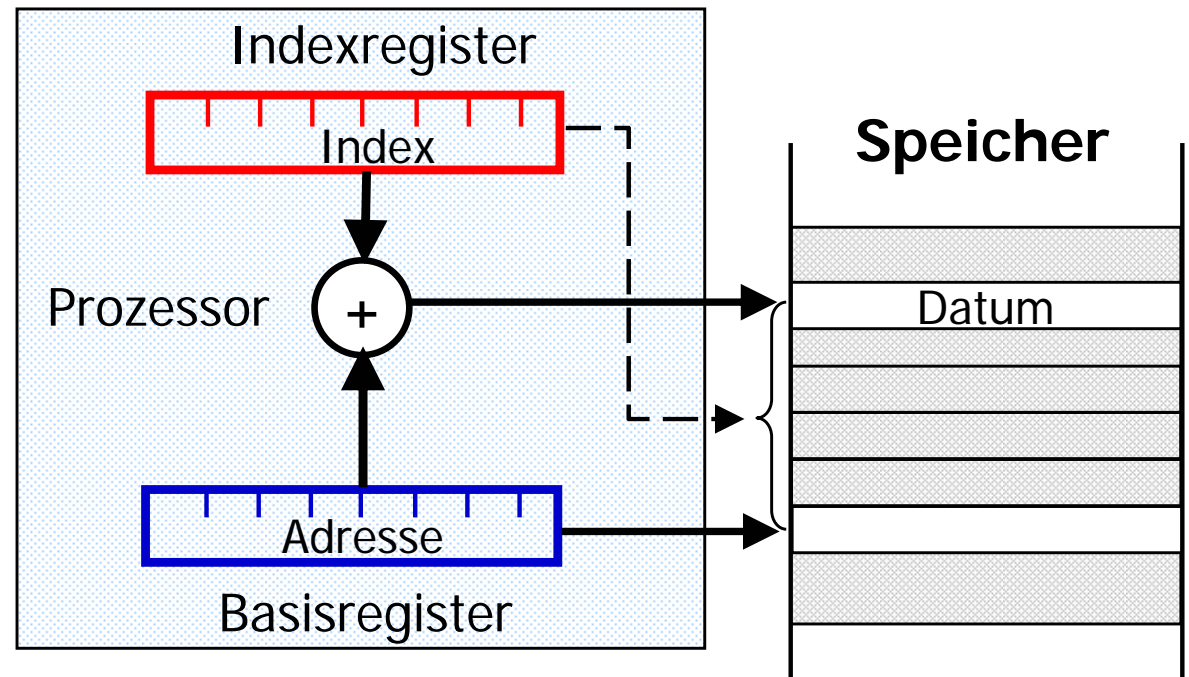 Indexregister
Index
Speicher
Prozessor
+
Datum
Adresse
Basisregister